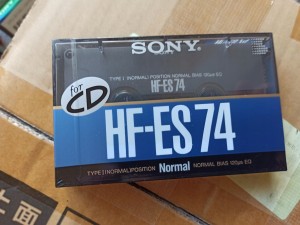 SONY
TYPE I (NORMAL) POSITION NORMAL BIAS 120μs EQ
HF-ES 74
for
CD
HF-ES 74
TYPE I (NORMAL) POSITION Normal NORMAL BIAS 120μs EQ
面